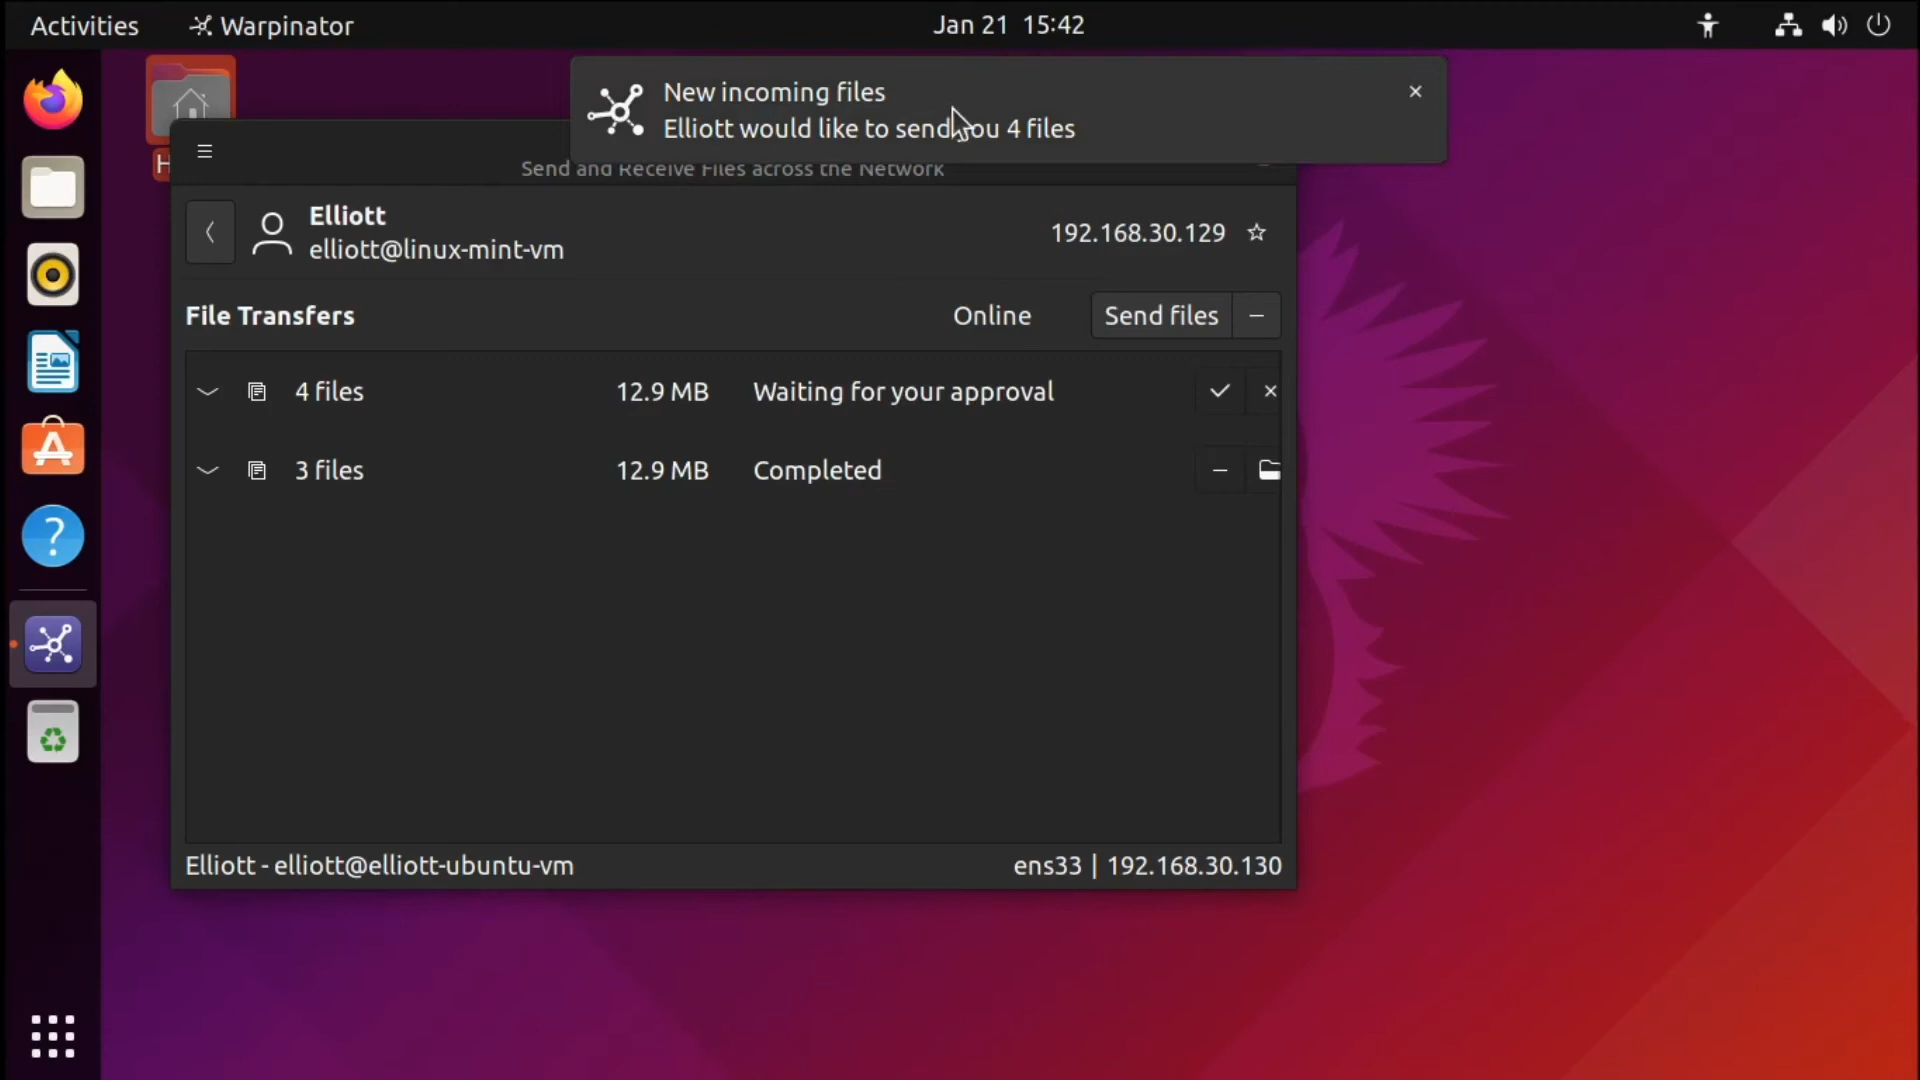 Activities
Warpinator
Jan 21 15:42
New incoming files
Elliott would like to send you 4 files
H
Send and Receive Files across the Network
Elliott
elliott@linux-mint-vm
192.168.30.129
File Transfers
Online
Send files
4 files
12.9 MB
Waiting for your approval
3 files
12.9 MB
Completed
Elliott - elliott@elliott-ubuntu-vm
ens33 | 192.168.30.130